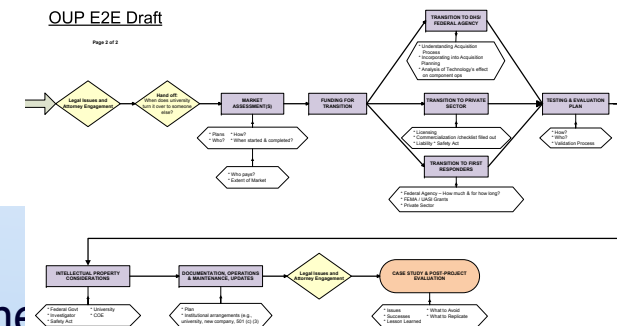 OUP E2E Draft
Page 2 of 2
Legal Issues and
Attorney Engagement
Hand off:
When does university
turn it over to someone
else?
MARKET
ASSESSMENT(S)
* Plans * How?
* Who? * When started & completed?
* Who pays?
* Extent of Market
FUNDING FOR
TRANSITION
TRANSITION TO DHS/
FEDERAL AGENCY
* Understanding Acquisition
Process
* Incorporating into Acquisition
Planning
* Analysis of Technology's effect
on component ops
TRANSITION TO PRIVATE
SECTOR
* Licensing
* Commercialization /checklist filled out
* Liability * Safety Act
TRANSITION TO FIRST
RESPONDERS
* Federal Agency – How much & for how long?
* FEMA / UASI Grants
* Private Sector
TESTING & EVALUATION
PLAN
* How?
* Who?
* Validation Process
INTELLECTUAL PROPERTY
CONSIDERATIONS
* Federal Govt * University
* Investigator * COE
* Safety Act
DOCUMENTATION, OPERATIONS
& MAINTENANCE, UPDATES
* Plan
* Institutional arrangements (e.g.,
university, new company, 501 (c) (3)
Legal Issues and
Attorney Engagement
CASE STUDY & POST-PROJECT
EVALUATION
* Issues * What to Avoid
* Successes * What to Replicate
* Lesson Learned